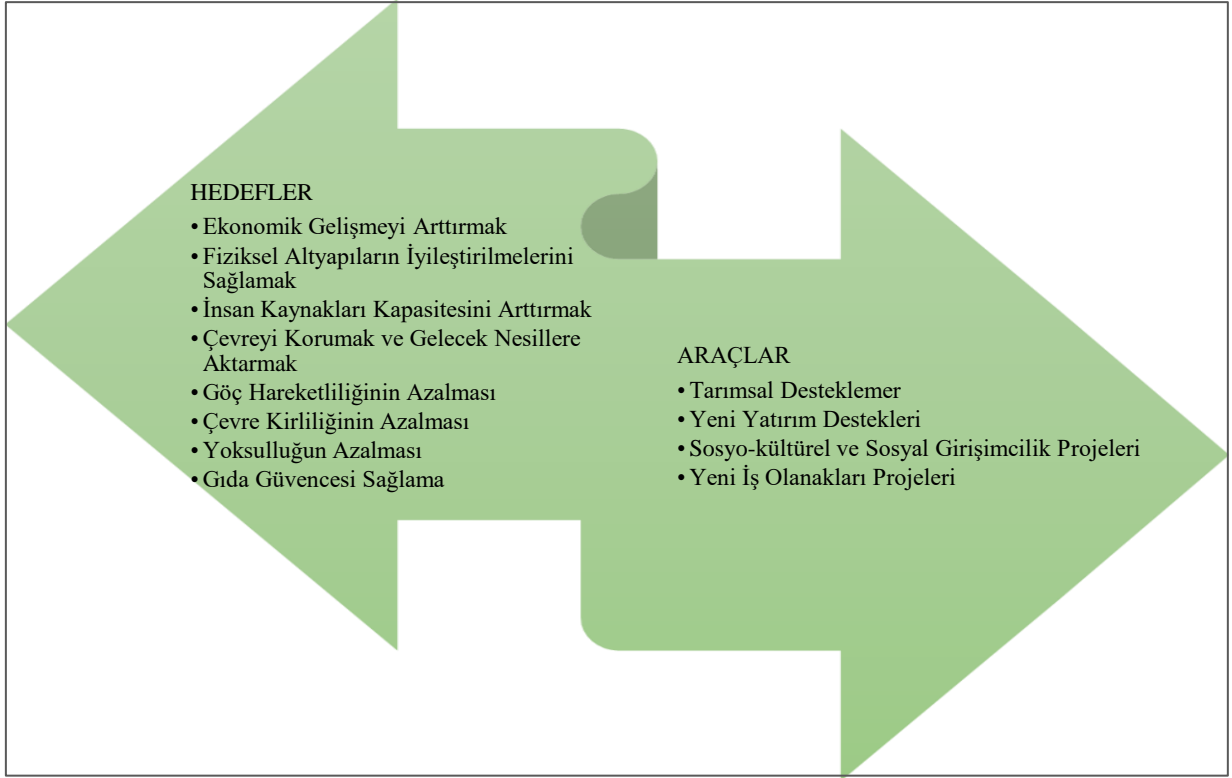 HEDEFLER
• Ekonomik Gelişmeyi Arttırmak
• Fiziksel Altyapıların İyileştirilmelerini
Sağlamak
• İnsan Kaynakları Kapasitesini Arttırmak
• Çevreyi Korumak ve Gelecek Nesillere
Aktarmak
• Göç Hareketliliğinin Azalması
• Çevre Kirliliğinin Azalması
• Yoksulluğun Azalması
• Gıda Güvencesi Sağlama
ARAÇLAR
• Tarımsal Desteklemer
• Yeni Yatırım Destekleri
• Sosyo-kültürel ve Sosyal Girişimcilik Projeleri
• Yeni İş Olanakları Projeleri